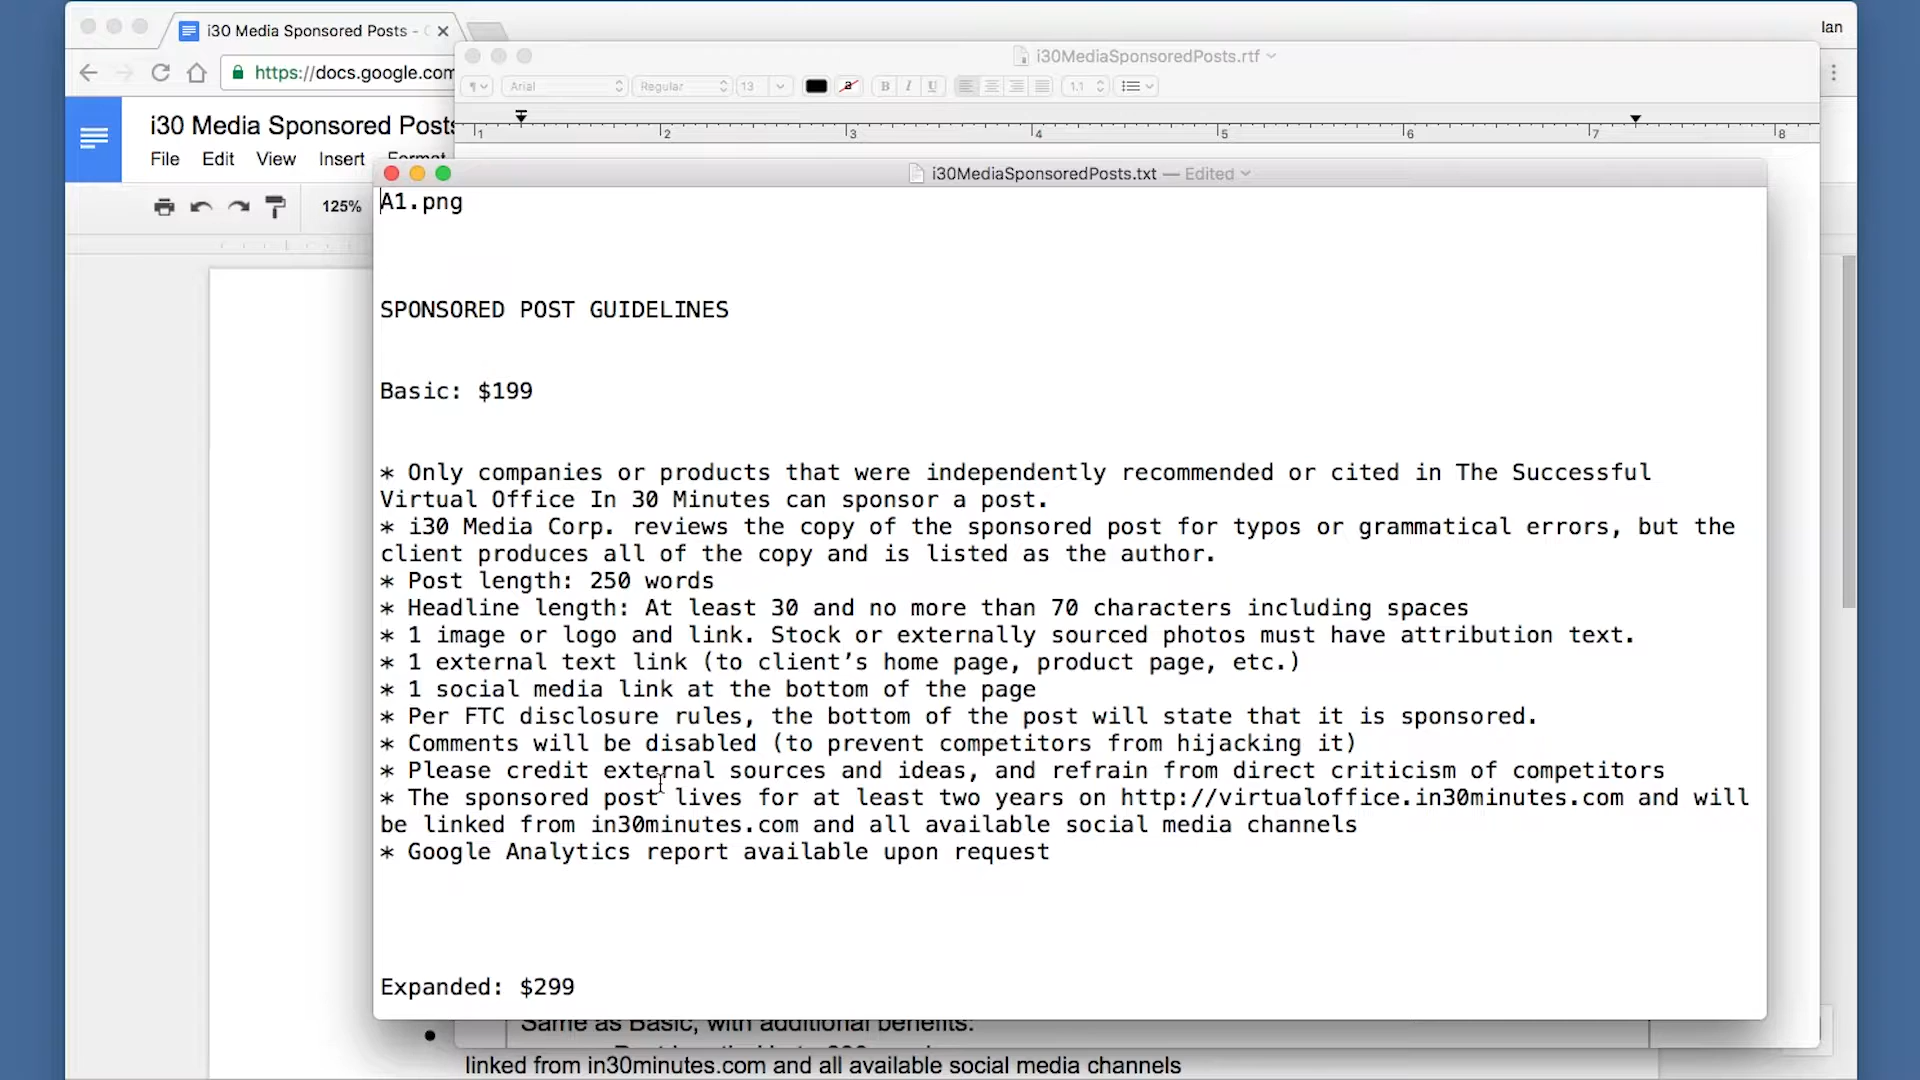 i30 Media Sponsored Posts -
Ian
https://docs.google.com
i30MediaSponsoredPosts.rtf
Arial
Regular
13
B I U
1.1
1 2 3 4 5 6 7 8
i30 Media Sponsored Posts
File Edit View Insert Format
125%
i30MediaSponsoredPosts.txt — Edited
A1.png
SPONSORED POST GUIDELINES
Basic: $199
* Only companies or products that were independently recommended or cited in The Successful
Virtual Office In 30 Minutes can sponsor a post.
* i30 Media Corp. reviews the copy of the sponsored post for typos or grammatical errors, but the
client produces all of the copy and is listed as the author.
* Post length: 250 words
* Headline length: At least 30 and no more than 70 characters including spaces
* 1 image or logo and link. Stock or externally sourced photos must have attribution text.
* 1 external text link (to client’s home page, product page, etc.)
* 1 social media link at the bottom of the page
* Per FTC disclosure rules, the bottom of the post will state that it is sponsored.
* Comments will be disabled (to prevent competitors from hijacking it)
* Please credit external sources and ideas, and refrain from direct criticism of competitors
* The sponsored post lives for at least two years on http://virtualoffice.in30minutes.com and will
be linked from in30minutes.com and all available social media channels
* Google Analytics report available upon request
Expanded: $299
Same as Basic, with additional benefits:
linked from in30minutes.com and all available social media channels